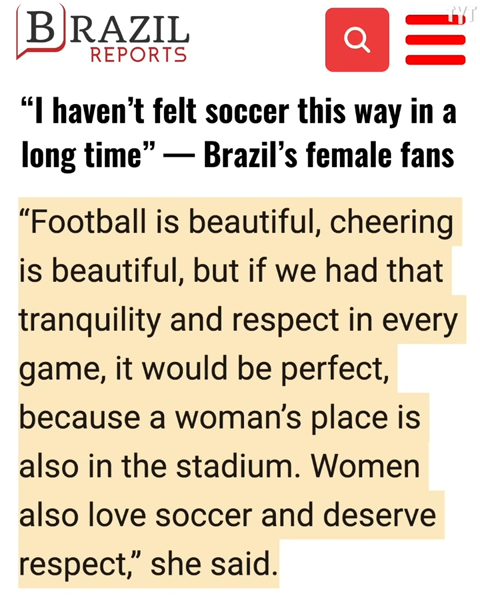 BRAZIL
REPORTS
TYT
“I haven’t felt soccer this way in a
long time” — Brazil’s female fans
“Football is beautiful, cheering
is beautiful, but if we had that
tranquility and respect in every
game, it would be perfect,
because a woman’s place is
also in the stadium. Women
also love soccer and deserve
respect,” she said.